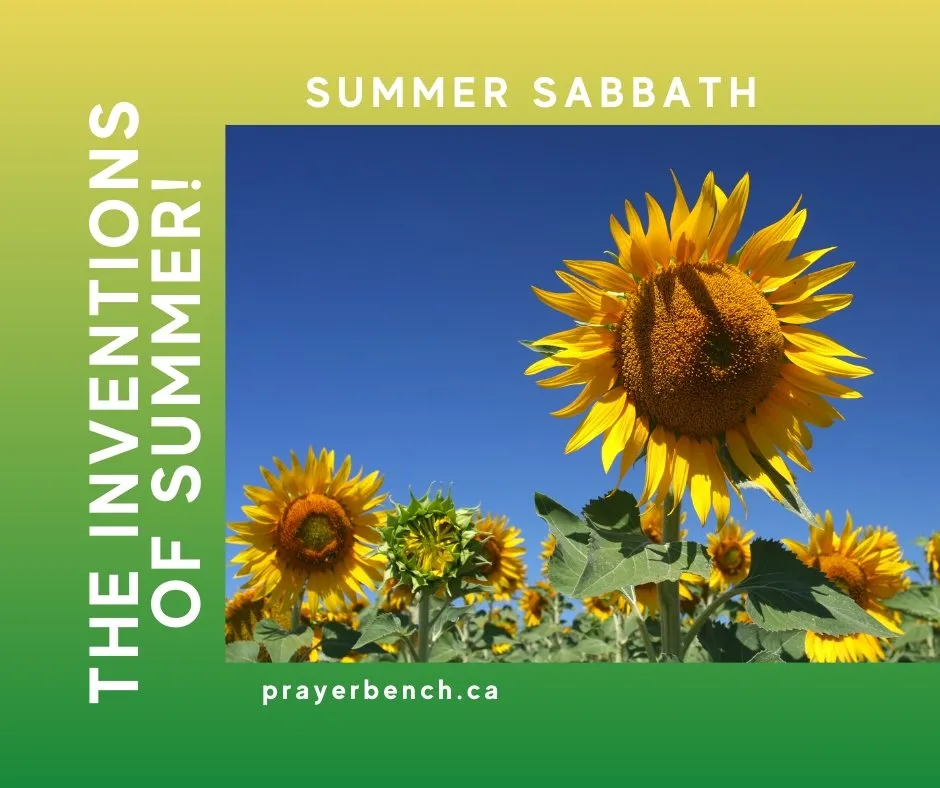 SUMMER SABBATH
THE INVENTIONS
OF SUMMER!
prayerbench.ca